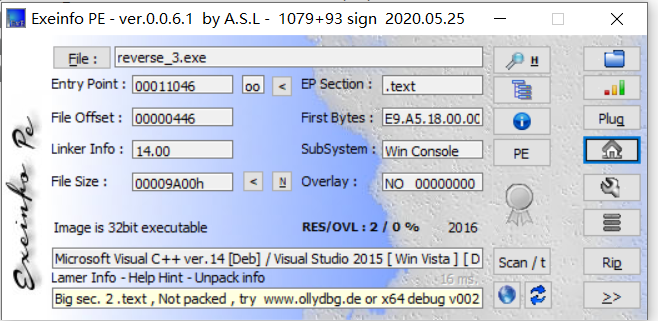 Exeinfo PE - ver.0.0.6.1 by A.S.L - 1079+93 sign 2020.05.25
File : reverse_3.exe H
Entry Point : 00011046 oo < EP Section : .text
File Offset : 00000446 First Bytes : E9.A5.18.00.00 Plug
Linker Info : 14.00 SubSystem : Win Console PE
File Size : 00009A00h < N Overlay : NO 00000000
Image is 32bit executable RES/OVL : 2 / 0 % 2016
Microsoft Visual C++ ver.14 [Deb] / Visual Studio 2015 [ Win Vista ] [ D Scan / t Rip
Lamer Info - Help Hint - Unpack info 16 ms.
Big sec. 2 .text , Not packed , try www.ollydbg.de or x64 debug v002 >>
Exeinfo Pe